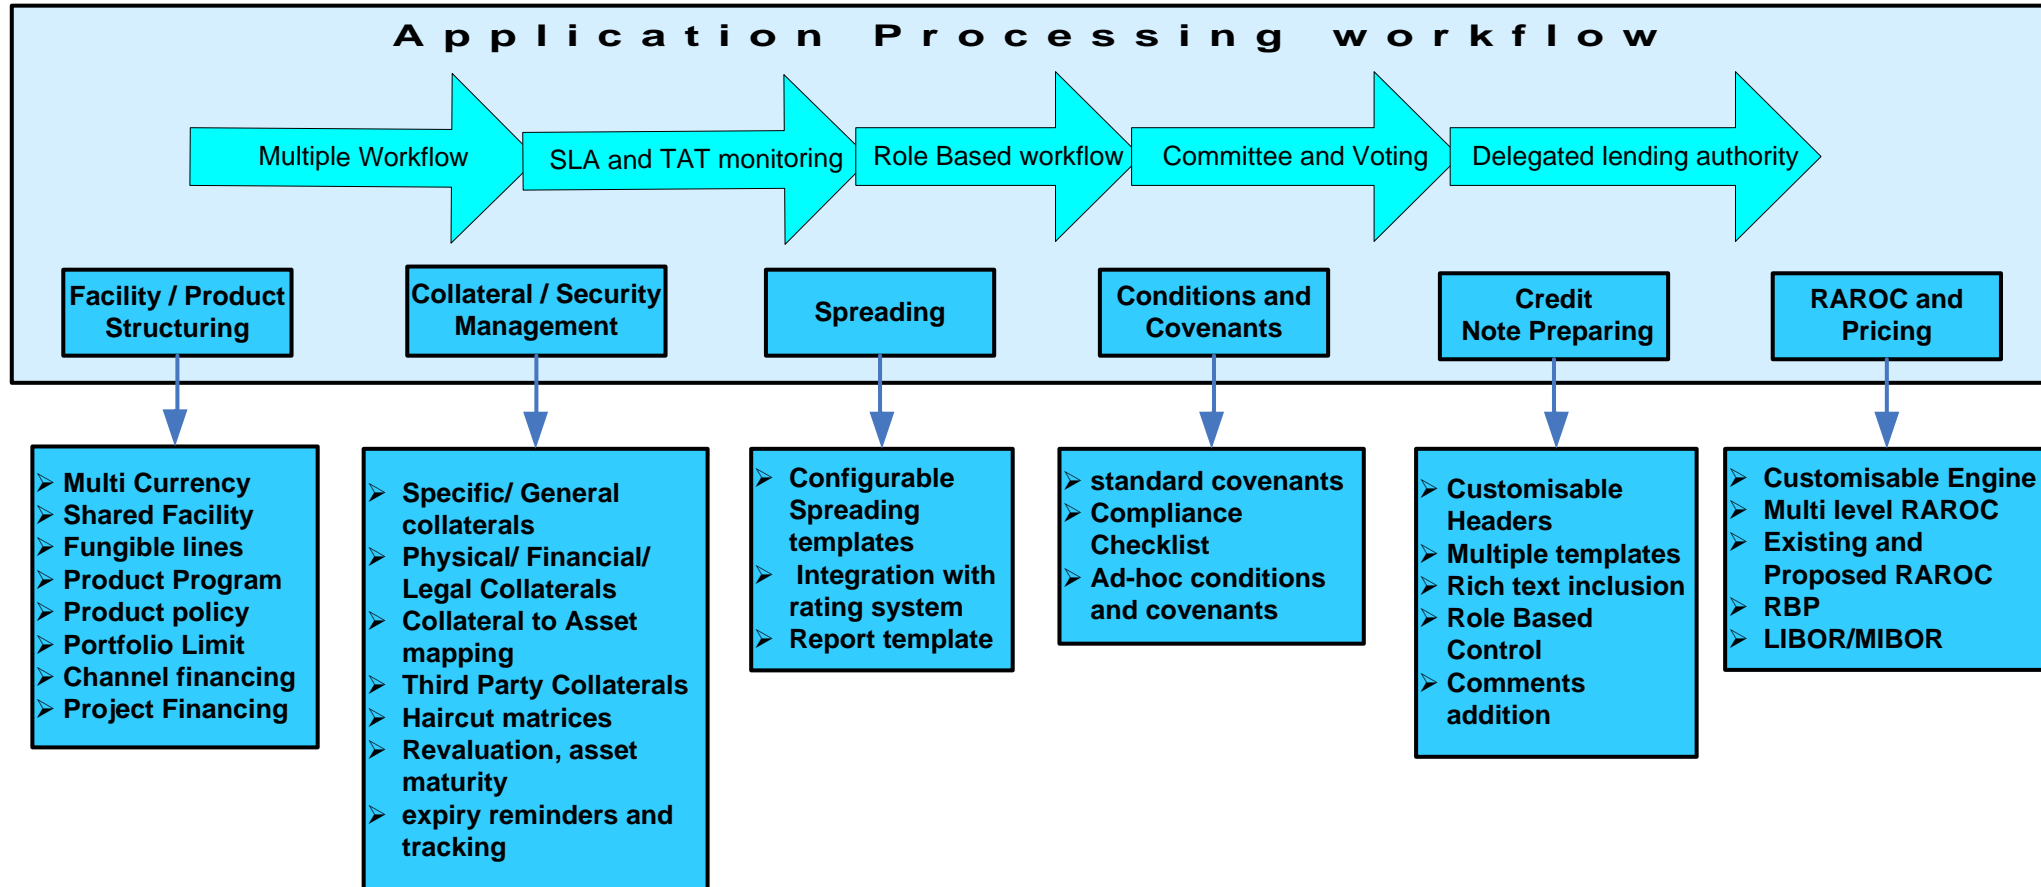 Application Processing workflow
Multiple Workflow
SLA and TAT monitoring
Role Based workflow
Committee and Voting
Delegated lending authority
Facility / Product
Structuring
Collateral / Security
Management
Spreading
Conditions and
Covenants
Credit
Note Preparing
RAROC and
Pricing
➢ Multi Currency
➢ Shared Facility
➢ Fungible lines
➢ Product Program
➢ Product policy
➢ Portfolio Limit
➢ Channel financing
➢ Project Financing
➢ Specific/ General
collaterals
➢ Physical/ Financial/
Legal Collaterals
➢ Collateral to Asset
mapping
➢ Third Party Collaterals
➢ Haircut matrices
➢ Revaluation, asset
maturity
➢ expiry reminders and
tracking
➢ Configurable
Spreading
templates
➢ Integration with
rating system
➢ Report template
➢ standard covenants
➢ Compliance
Checklist
➢ Ad-hoc conditions
and covenants
➢ Customisable
Headers
➢ Multiple templates
➢ Rich text inclusion
➢ Role Based
Control
➢ Comments
addition
➢ Customisable Engine
➢ Multi level RAROC
➢ Existing and
Proposed RAROC
➢ RBP
➢ LIBOR/MIBOR